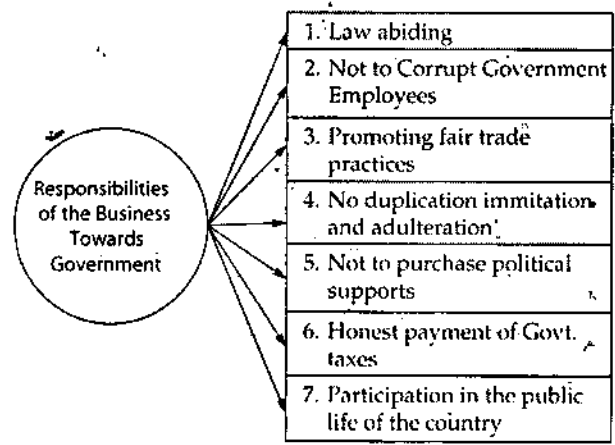 Responsibilities
of the Business
Towards
Government
1. Law abiding
2. Not to Corrupt Government
Employees
3. Promoting fair trade
practices
4. No duplication immitation
and adulteration
5. Not to purchase political
supports
6. Honest payment of Govt.
taxes
7. Participation in the public
life of the country